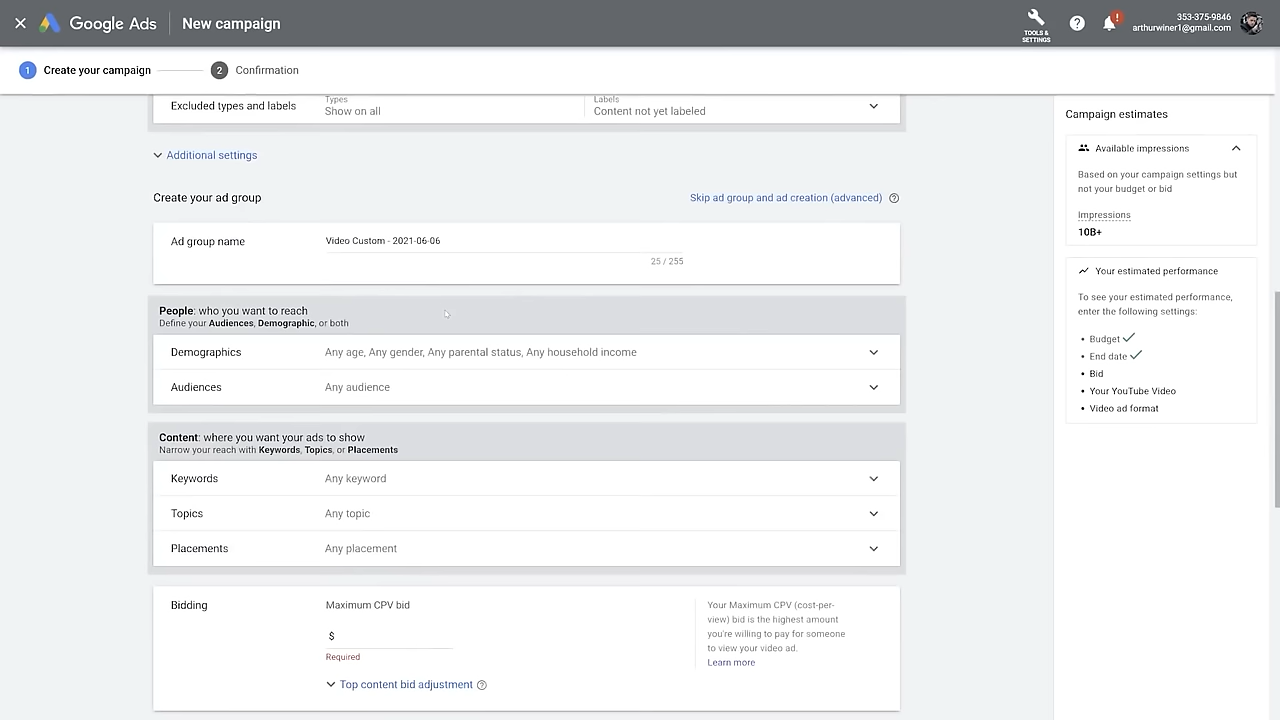 Google Ads
New campaign
TOOLS & SETTINGS
?
!
353-375-9846
arthurwiner1@gmail.com
1 Create your campaign
2 Confirmation
Excluded types and labels
Types
Show on all
Labels
Content not yet labeled
Additional settings
Create your ad group
Skip ad group and ad creation (advanced)
Ad group name
Video Custom - 2021-06-06
25 / 255
People: who you want to reach
Define your Audiences, Demographic, or both
Demographics
Any age, Any gender, Any parental status, Any household income
Audiences
Any audience
Content: where you want your ads to show
Narrow your reach with Keywords, Topics, or Placements
Keywords
Any keyword
Topics
Any topic
Placements
Any placement
Bidding
Maximum CPV bid
$
Required
Top content bid adjustment
Your Maximum CPV (cost-per-
view) bid is the highest amount
you're willing to pay for someone
to view your video ad.
Learn more
Campaign estimates
Available impressions
Based on your campaign settings but
not your budget or bid
Impressions
10B+
Your estimated performance
To see your estimated performance,
enter the following settings:
• Budget
• End date
• Bid
• Your YouTube Video
• Video ad format